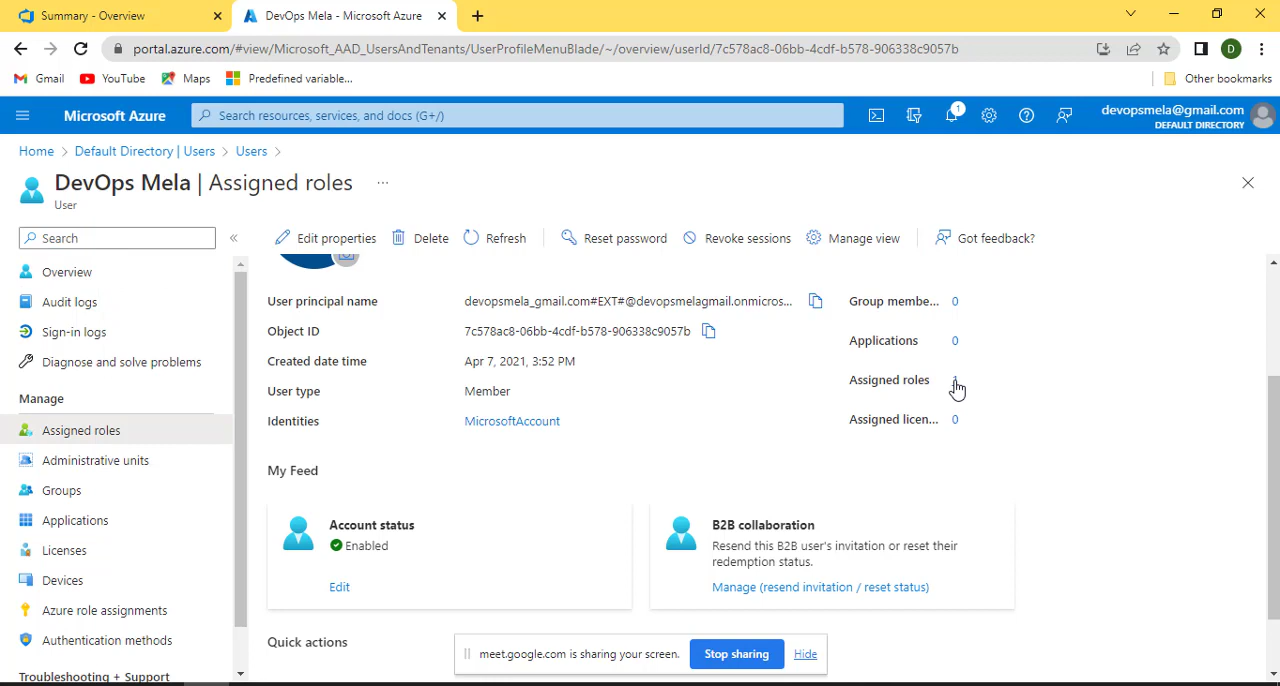 Summary - Overview
DevOps Mela - Microsoft Azure
portal.azure.com/#view/Microsoft_AAD_UsersAndTenants/UserProfileMenuBlade/~/overview/userId/7c578ac8-06bb-4cdf-b578-906338c9057b
D
Gmail
YouTube
Maps
Predefined variable...
Other bookmarks
Microsoft Azure
Search resources, services, and docs (G+/)
1
devopsmela@gmail.com
DEFAULT DIRECTORY
Home > Default Directory | Users > Users >
DevOps Mela | Assigned roles ...
User
Search
«
Edit properties
Delete
Refresh
Reset password
Revoke sessions
Manage view
Got feedback?
Overview
Audit logs
Sign-in logs
Diagnose and solve problems
Manage
Assigned roles
Administrative units
Groups
Applications
Licenses
Devices
Azure role assignments
Authentication methods
Troubleshooting + Support
User principal name devopsmela_gmail.com#EXT#@devopsmelagmail.onmicros...
Object ID 7c578ac8-06bb-4cdf-b578-906338c9057b
Created date time Apr 7, 2021, 3:52 PM
User type Member
Identities MicrosoftAccount
Group membe... 0
Applications 0
Assigned roles
Assigned licen... 0
My Feed
Account status
Enabled
Edit
B2B collaboration
Resend this B2B user's invitation or reset their
redemption status.
Manage (resend invitation / reset status)
Quick actions
meet.google.com is sharing your screen.
Stop sharing
Hide